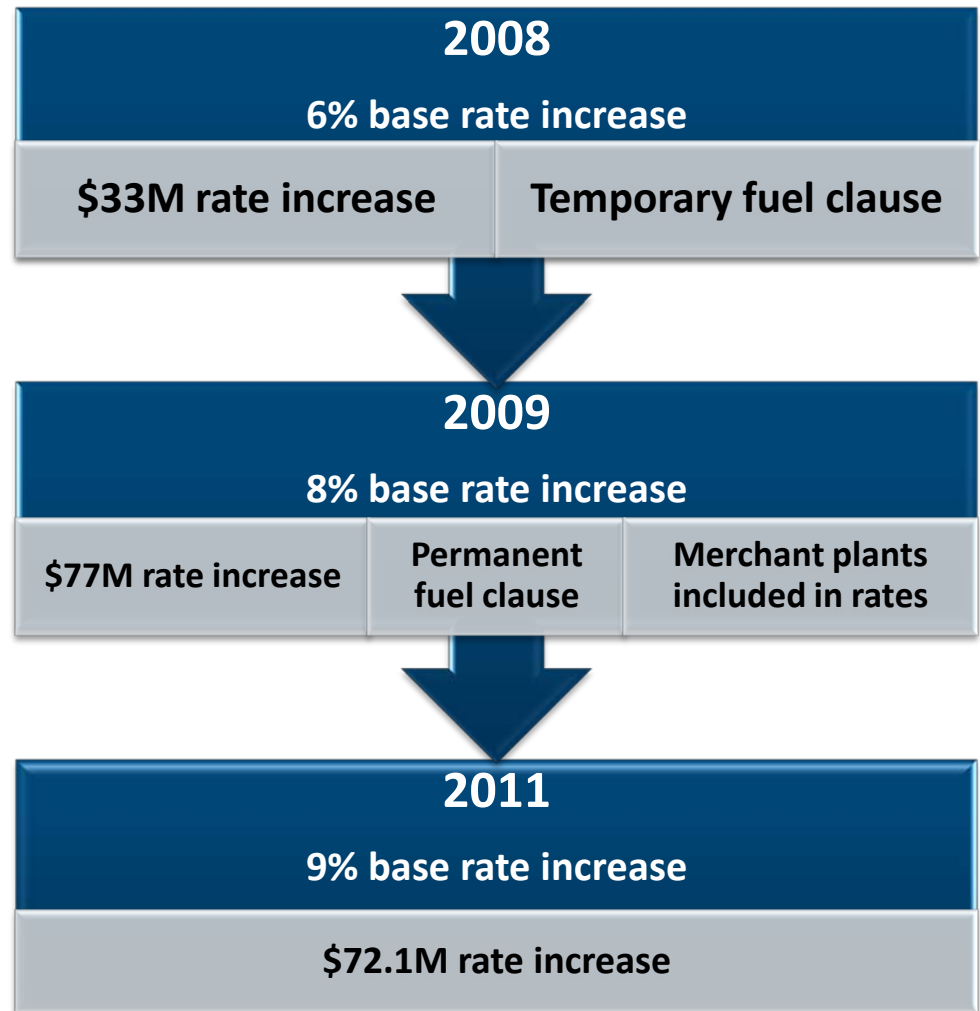 2008
6% base rate increase
$33M rate increase
Temporary fuel clause
2009
8% base rate increase
$77M rate increase
Permanent
fuel clause
Merchant plants
included in rates
2011
9% base rate increase
$72.1M rate increase